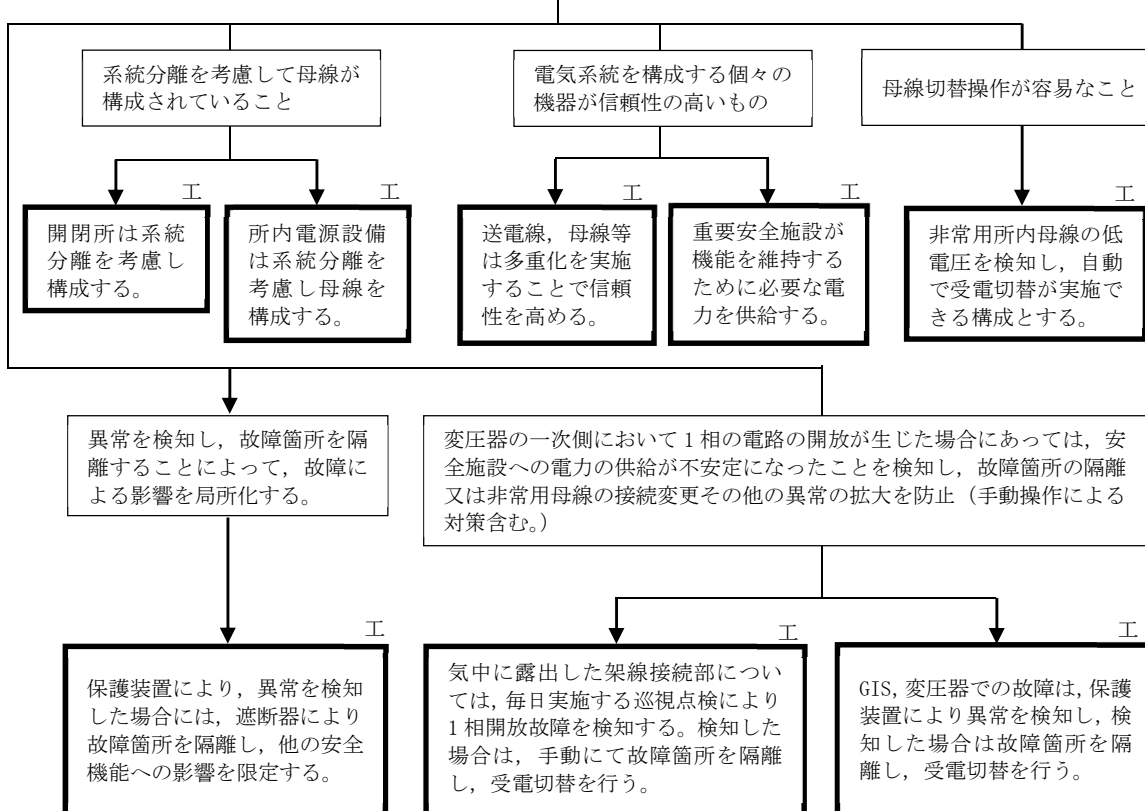 系統分離を考慮して母線が
構成されていること
電気系統を構成する個々の
機器が信頼性の高いもの
母線切替操作が容易なこと
工
開閉所は系統
分離を考慮し
構成する。
工
所内電源設備
は系統分離を
考慮し母線を
構成する。
工
送電線，母線等
は多重化を実施
することで信頼
性を高める。
工
重要安全施設が
機能を維持する
ために必要な電
力を供給する。
工
非常用所内母線の低
電圧を検知し，自動
で受電切替が実施で
きる構成とする。
異常を検知し，故障箇所を隔
離することによって，故障に
よる影響を局所化する。
変圧器の一次側において１相の電路の開放が生じた場合にあっては，安
全施設への電力の供給が不安定になったことを検知し，故障箇所の隔離
又は非常用母線の接続変更その他の異常の拡大を防止（手動操作による
対策含む。）
工
保護装置により，異常を検知
した場合には，遮断器により
故障箇所を隔離し，他の安全
機能への影響を限定する。
工
気中に露出した架線接続部につい
ては，毎日実施する巡視点検により
１相開放故障を検知する。検知した
場合は，手動にて故障箇所を隔離
し，受電切替を行う。
工
GIS,変圧器での故障は，保護
装置により異常を検知し，検
知した場合は故障箇所を隔
離し，受電切替を行う。